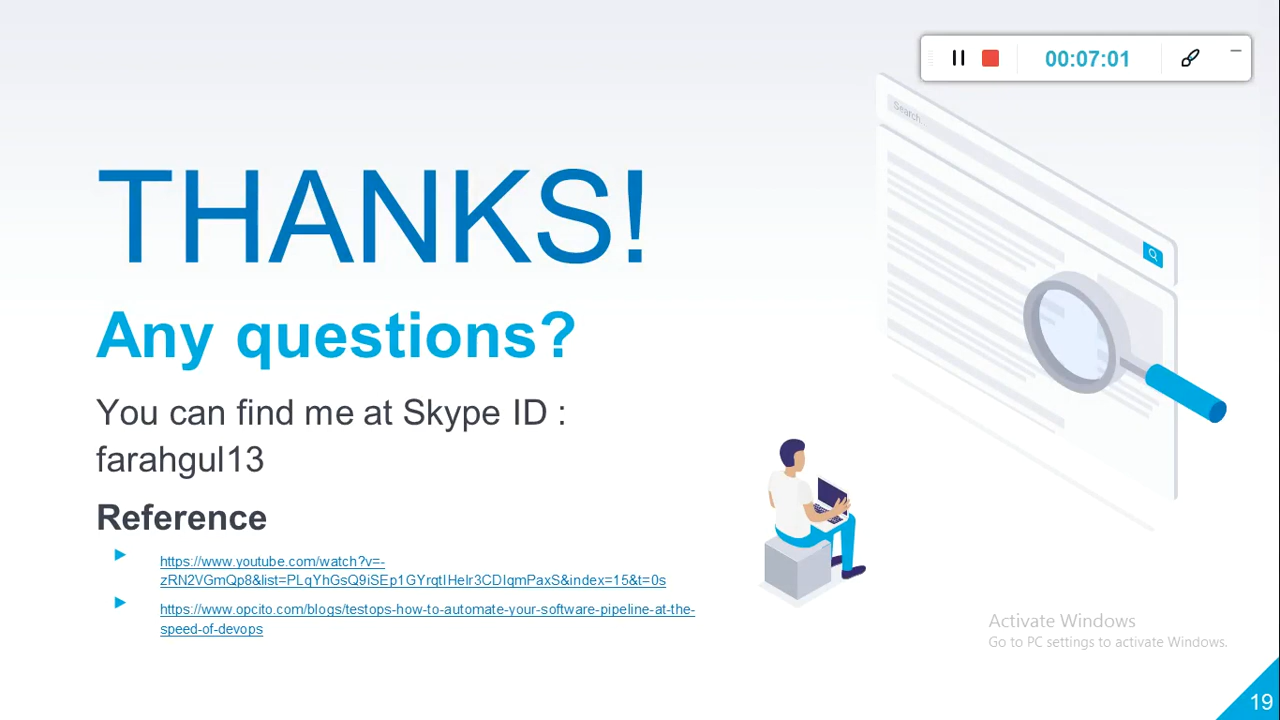 00:07:01
Search
THANKS!
Any questions?
You can find me at Skype ID :
farahgul13
Reference
https://www.youtube.com/watch?v=-
zRN2VGmQp8&list=PLqYhGsQ9iSEp1GYrqtIHelr3CDIqmPaxS&index=15&t=0s
https://www.opcito.com/blogs/testops-how-to-automate-your-software-pipeline-at-the-
speed-of-devops
Activate Windows
Go to PC settings to activate Windows.
19